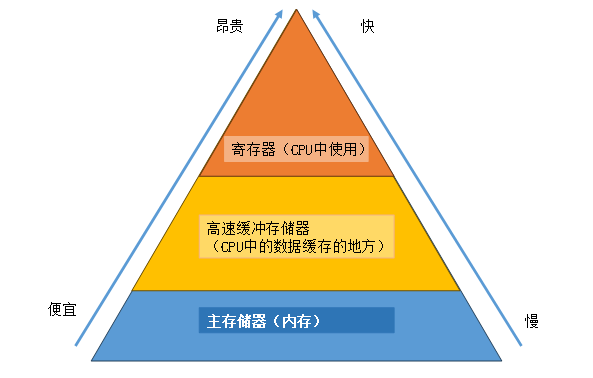 昂贵
快
寄存器（CPU中使用）
高速缓冲存储器
（CPU中的数据缓存的地方）
便宜
主存储器（内存）
慢